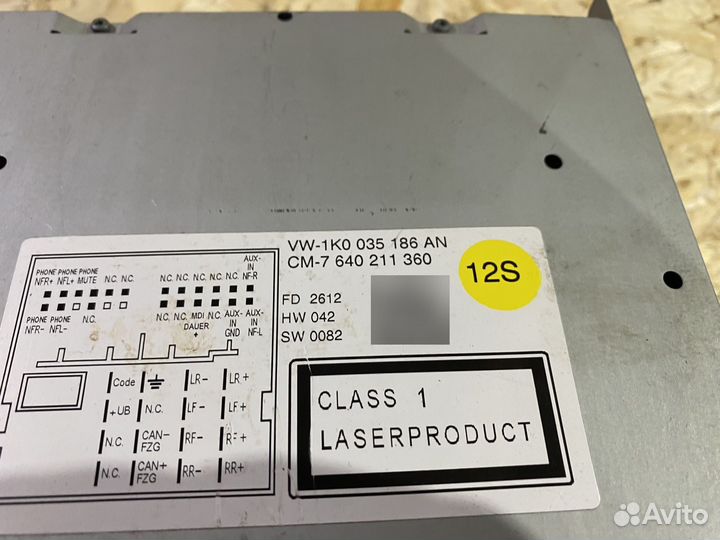 VW-1K0 035 186 AN
CM-7 640 211 360
12S
FD 2612
HW 042
SW 0082
AUX-
IN
PHONE PHONE PHONE N.C. N.C. N.C. N.C. N.C. N.C. NF-R
NFR+ NFL+ MUTE N.C. N.C.
PHONE PHONE N.C. N.C. MDI N.C. AUX- AUX-
NFR- NFL- DAUER IN IN
+ GND NF-L
Code LR- LR+
+UB N.C. LF- LF+
N.C. CAN- RF- RF+
FZG
N.C. CAN+ RR- RR+
FZG
CLASS 1
LASERPRODUCT
Avito